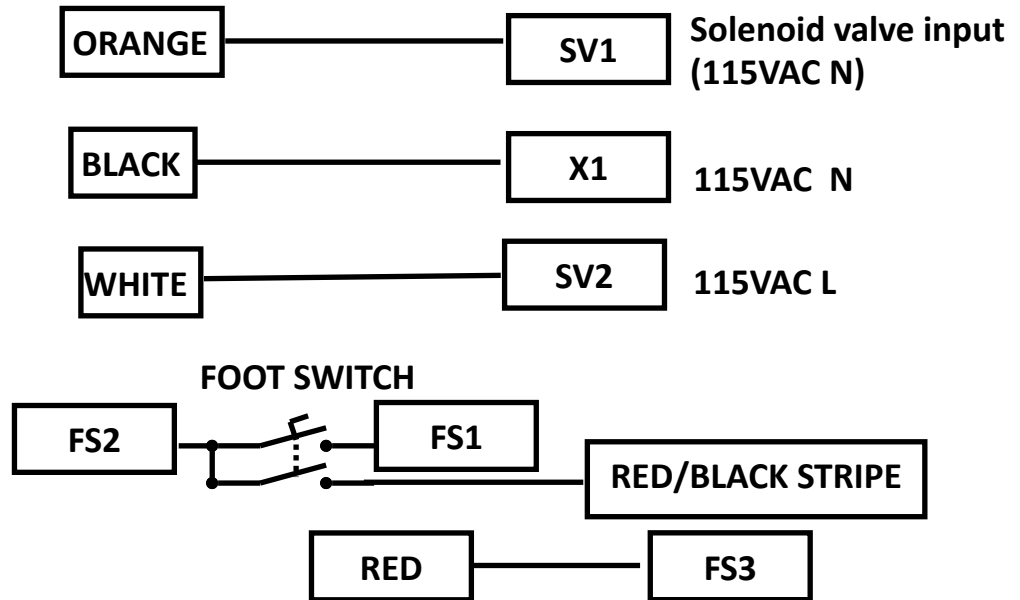 ORANGE
SV1
Solenoid valve input
(115VAC N)
BLACK
X1
115VAC  N
WHITE
SV2
115VAC L
FOOT SWITCH
FS2
FS1
RED/BLACK STRIPE
RED
FS3